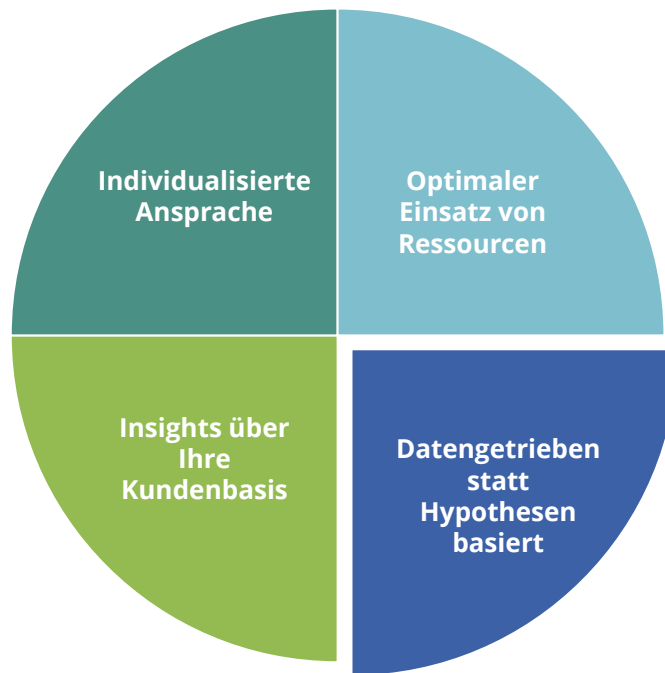 Individualisierte
Ansprache
Optimaler
Einsatz von
Ressourcen
Insights über
Ihre
Kundenbasis
Datengetrieben
statt
Hypothesen
basiert